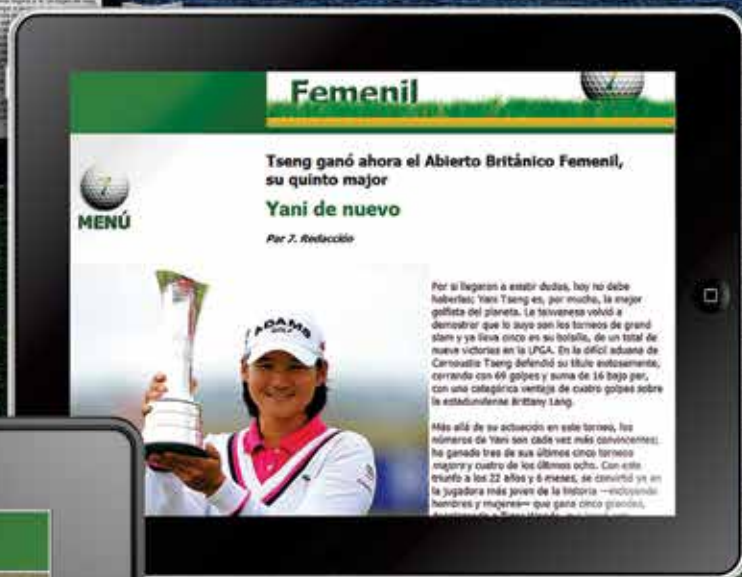 Femenil
7
MENÚ
Tseng ganó ahora el Abierto Británico Femenil,
su quinto major
Yani de nuevo
Por 7. Redacción
ADAMS
GOLF
Por si llegaron a existir dudas, hoy no debe
haberlas; Yani Tseng es, por mucho, la mejor
golfista del planeta. La taiwanesa volvió a
demostrar que lo suyo son los torneos de grand
slam y ya lleva cinco en su bolsillo, de un total de
nueve victorias en la LPGA. En la difícil aduana de
Carnoustie Tseng defendió su título exitosamente,
cerrando con 69 golpes y suma de 16 bajo par,
con una categórica ventaja de cuatro golpes sobre
la estadunidense Brittany Lang.
Más allá de su actuación en este torneo, los
números de Yani son cada vez más convincentes:
ha ganado tres de sus últimos cinco torneos
majors y cuatro de los últimos ocho. Con este
triunfo a los 22 años y 6 meses, se convirtió ya en
la jugadora más joven de la historia —incluyendo
hombres y mujeres— que gana cinco grandes,